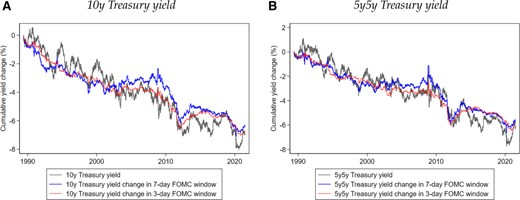 A
10y Treasury yield
Cumulative yield change (%)
0
-2
-4
-6
-8
1990
2000
2010
2020
10y Treasury yield
10y Treasury yield change in 7-day FOMC window
10y Treasury yield change in 3-day FOMC window
B
5y5y Treasury yield
Cumulative yield change (%)
2
0
-2
-4
-6
-8
1990
2000
2010
2020
5y5y Treasury yield
5y5y Treasury yield change in 7-day FOMC window
5y5y Treasury yield change in 3-day FOMC window